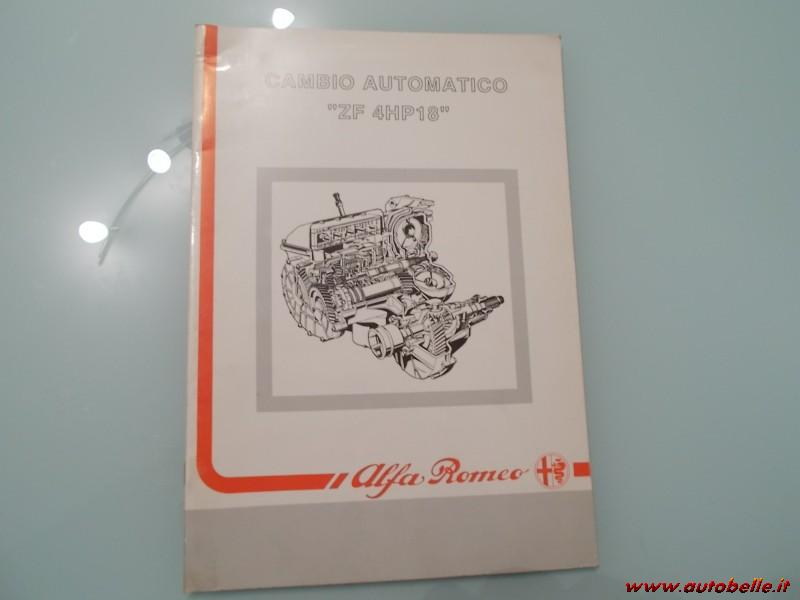 CAMBIO AUTOMATICO
"ZF 4HP18"
Alfa Romeo
www.autobelle.it